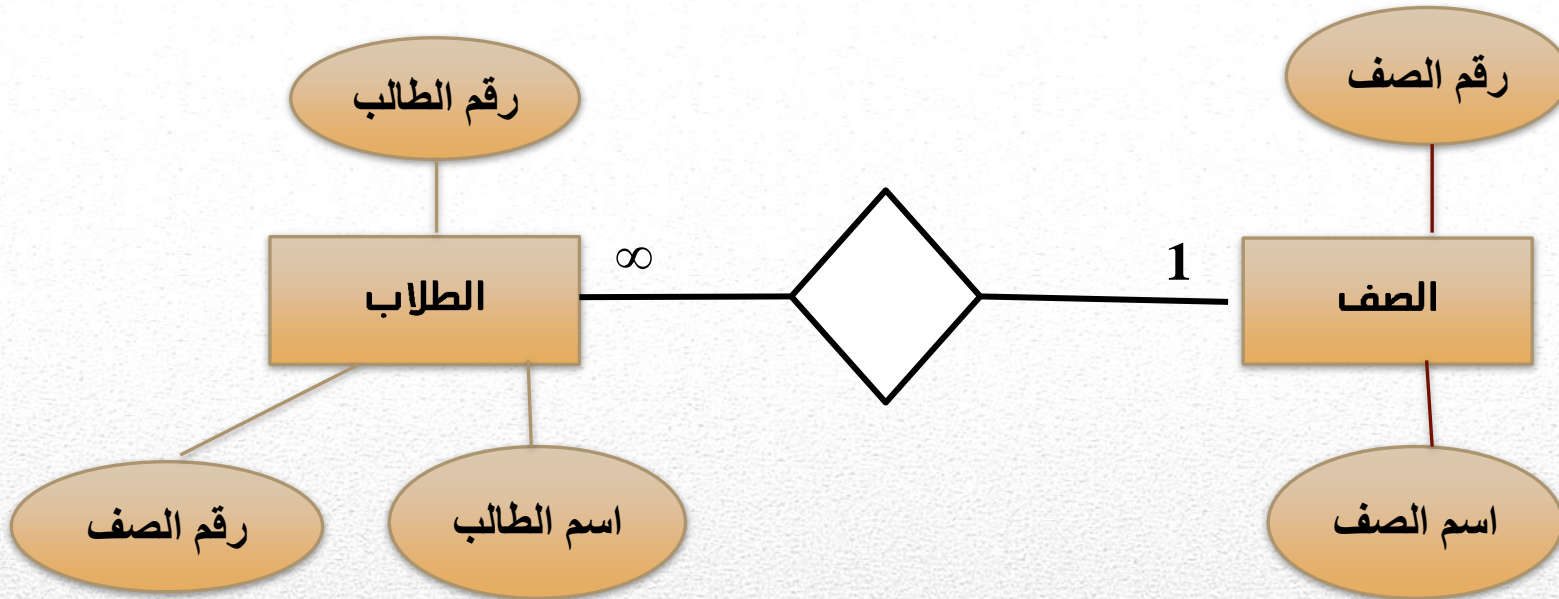 رقم الصف
رقم الطالب
1
∞
الصف
الطلاب
اسم الصف
اسم الطالب
رقم الصف